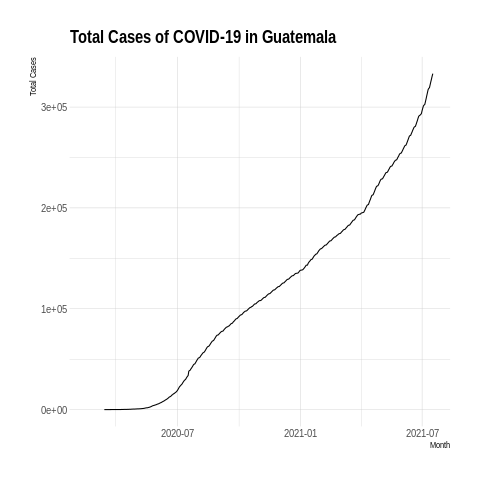 Total Cases of COVID-19 in Guatemala
Total Cases
3e+05
2e+05
1e+05
0e+00
2020-07 2021-01 2021-07
Month